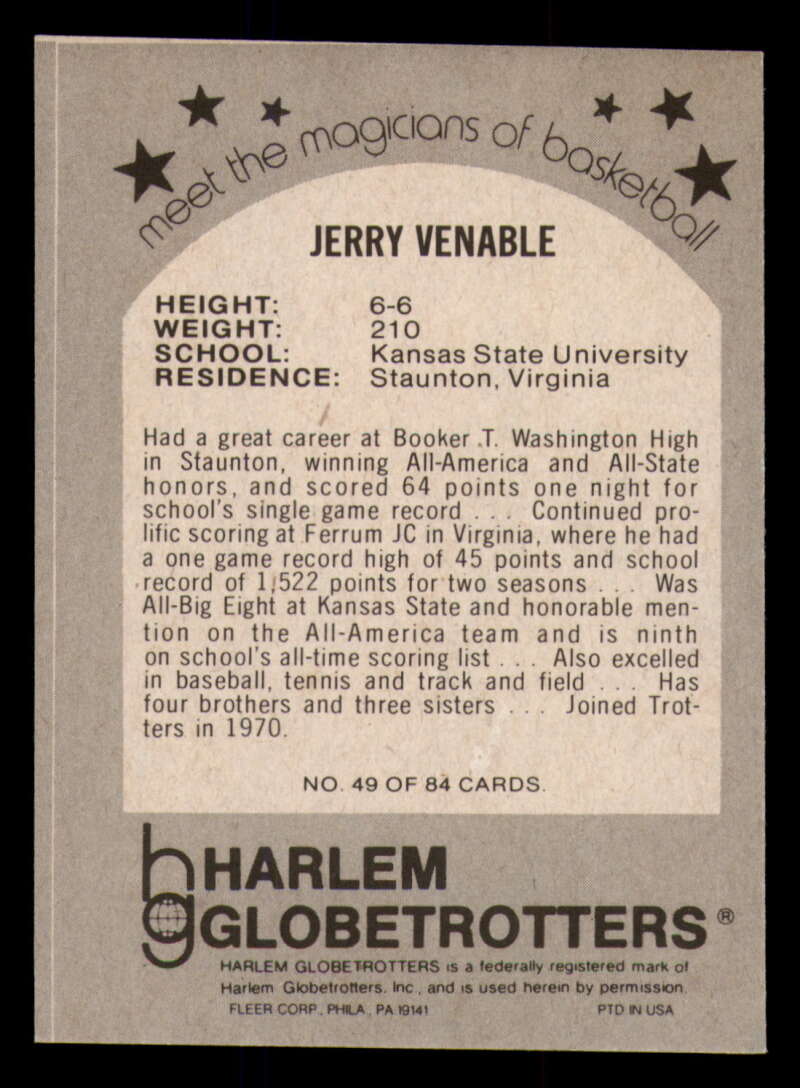 meet the magicians of basketball
JERRY VENABLE
HEIGHT: 6-6
WEIGHT: 210
SCHOOL: Kansas State University
RESIDENCE: Staunton, Virginia
Had a great career at Booker T. Washington High
in Staunton, winning All-America and All-State
honors, and scored 64 points one night for
school's single game record . . . Continued pro-
lific scoring at Ferrum JC in Virginia, where he had
a one game record high of 45 points and school
record of 1,522 points for two seasons . . . Was
All-Big Eight at Kansas State and honorable men-
tion on the All-America team and is ninth
on school's all-time scoring list . . . Also excelled
in baseball, tennis and track and field . . . Has
four brothers and three sisters . . . Joined Trot-
ters in 1970.
NO. 49 OF 84 CARDS.
hg HARLEM
GLOBETROTTERS ®
HARLEM GLOBETROTTERS is a federally registered mark of
Harlem Globetrotters, Inc., and is used herein by permission.
FLEER CORP., PHILA., PA 19141 PTD IN USA